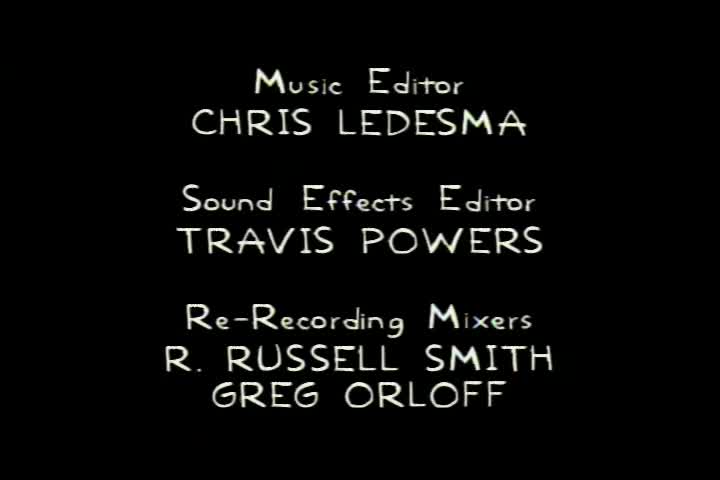 Music Editor
CHRIS LEDESMA
Sound Effects Editor
TRAVIS POWERS
Re-Recording Mixers
R. RUSSELL SMITH
GREG ORLOFF